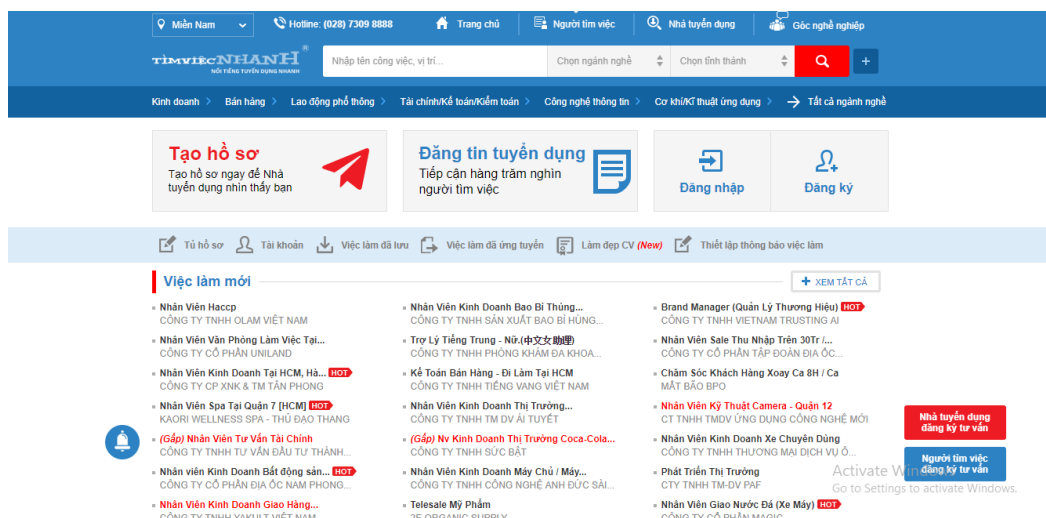 Miền Nam
Hotline: (028) 7309 8888
Trang chủ
Người tìm việc
Nhà tuyển dụng
Góc nghề nghiệp
TÌMVIỆCNHANH®
NỔI TIẾNG TUYỂN DỤNG NHANH
Nhập tên công việc, vị trí...
Chọn ngành nghề
Chọn tỉnh thành
Kinh doanh
Bán hàng
Lao động phổ thông
Tài chính/Kế toán/Kiểm toán
Công nghệ thông tin
Cơ khí/Kĩ thuật ứng dụng
Tất cả ngành nghề
Tạo hồ sơ
Tạo hồ sơ ngay để Nhà
tuyển dụng nhìn thấy bạn
Đăng tin tuyển dụng
Tiếp cận hàng trăm nghìn
người tìm việc
Đăng nhập
Đăng ký
Tủ hồ sơ
Tài khoản
Việc làm đã lưu
Việc làm đã ứng tuyển
Làm đẹp CV (New)
Thiết lập thông báo việc làm
Việc làm mới
XEM TẤT CẢ
Nhân Viên Haccp
CÔNG TY TNHH OLAM VIỆT NAM
Nhân Viên Văn Phòng Làm Việc Tại...
CÔNG TY CỔ PHẦN UNILAND
Nhân Viên Kinh Doanh Tại HCM, Hà... HOT
CÔNG TY CP XNK & TM TÂN PHONG
Nhân Viên Spa Tại Quận 7 [HCM] HOT
KAORI WELLNESS SPA - THỦ ĐẠO THANG
(Gấp) Nhân Viên Tư Vấn Tài Chính
CÔNG TY TNHH TƯ VẤN ĐẦU TƯ THÀNH...
Nhân viên Kinh Doanh Bất động sản... HOT
CÔNG TY CỔ PHẦN ĐỊA ỐC NAM PHONG...
Nhân Viên Kinh Doanh Giao Hàng...
CÔNG TY TNHH YAKULT VIỆT NAM
Nhân Viên Kinh Doanh Bao Bì Thùng...
CÔNG TY TNHH SẢN XUẤT BAO BÌ HÙNG...
Trợ Lý Tiếng Trung - Nữ.(中文女助理)
CÔNG TY TNHH PHÒNG KHÁM ĐA KHOA...
Kế Toán Bán Hàng - Đi Làm Tại HCM
CÔNG TY TNHH TIẾNG VANG VIỆT NAM
Nhân Viên Kinh Doanh Thị Trường...
CÔNG TY TNHH TM DV ÁI TUYẾT
(Gấp) Nv Kinh Doanh Thị Trường Coca-Cola...
CÔNG TY TNHH SỨC BẬT
Nhân Viên Kinh Doanh Máy Chủ / Máy...
CÔNG TY TNHH CÔNG NGHỆ ANH ĐỨC SÀI...
Telesale Mỹ Phẩm
2F ORGANIC SUPPLY
Brand Manager (Quản Lý Thương Hiệu) HOT
CÔNG TY TNHH VIETNAM TRUSTING AI
Nhân Viên Sale Thu Nhập Trên 30Tr /...
CÔNG TY CỔ PHẦN TẬP ĐOÀN ĐỊA ỐC...
Chăm Sóc Khách Hàng Xoay Ca 8H / Ca
MẮT BÃO BPO
Nhân Viên Kỹ Thuật Camera - Quận 12
CT TNHH TMDV ỨNG DỤNG CÔNG NGHỆ MỚI
Nhân Viên Kinh Doanh Xe Chuyên Dùng
CÔNG TY TNHH THƯƠNG MẠI DỊCH VỤ Ô...
Phát Triển Thị Trường
CTY TNHH TM-DV PAF
Nhân Viên Giao Nước Đá (Xe Máy) HOT
CÔNG TY CỔ PHẦN MAGIC
Nhà tuyển dụng
đăng ký tư vấn
Người tìm việc
đăng ký tư vấn
Activate Windows
Go to Settings to activate Windows.